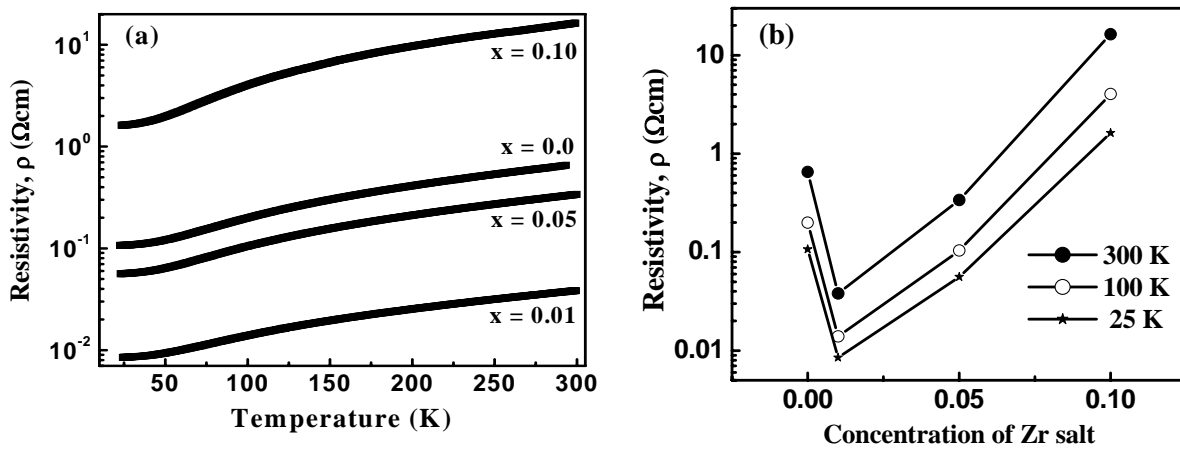 (a)
x = 0.10
x = 0.0
x = 0.05
x = 0.01
10^1
10^0
10^-1
10^-2
Resistivity, ρ (Ωcm)
50 100 150 200 250 300
Temperature (K)
(b)
10
1
0.1
0.01
Resistivity, ρ (Ωcm)
300 K
100 K
25 K
0.00 0.05 0.10
Concentration of Zr salt